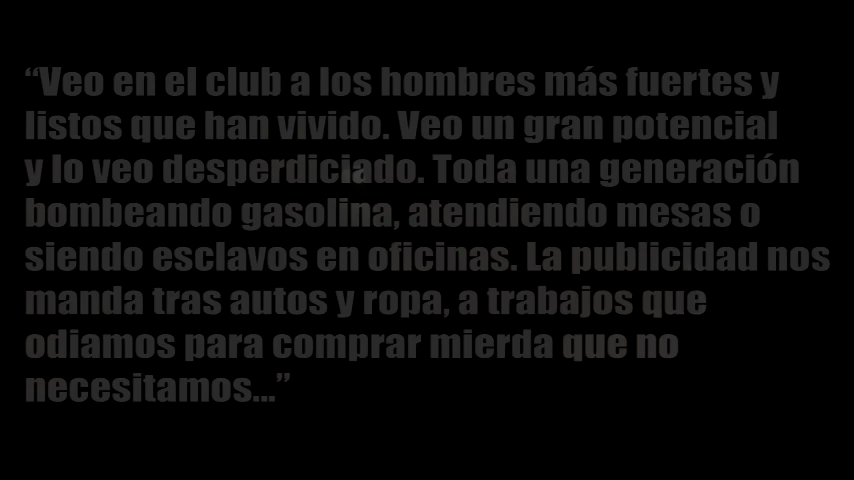 “Veo en el club a los hombres más fuertes y
listos que han vivido. Veo un gran potencial
y lo veo desperdiciado. Toda una generación
bombeando gasolina, atendiendo mesas o
siendo esclavos en oficinas. La publicidad nos
manda tras autos y ropa, a trabajos que
odiamos para comprar mierda que no
necesitamos...”